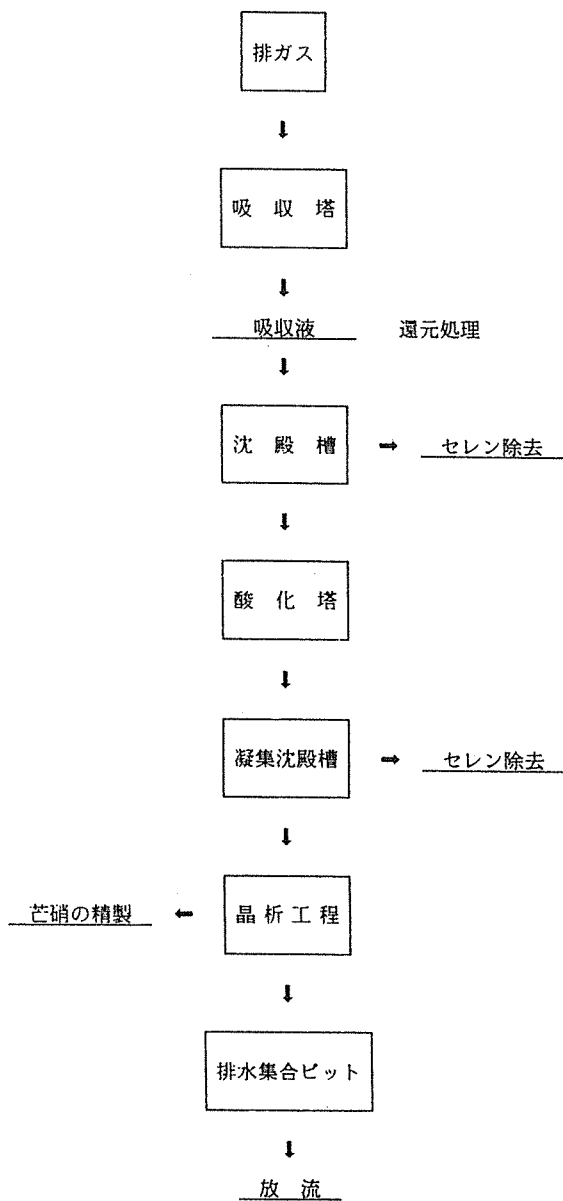 排ガス
吸収塔
吸収液 還元処理
沈殿槽 セレン除去
酸化塔
凝集沈殿槽 セレン除去
芒硝の精製 晶析工程
排水集合ピット
放流